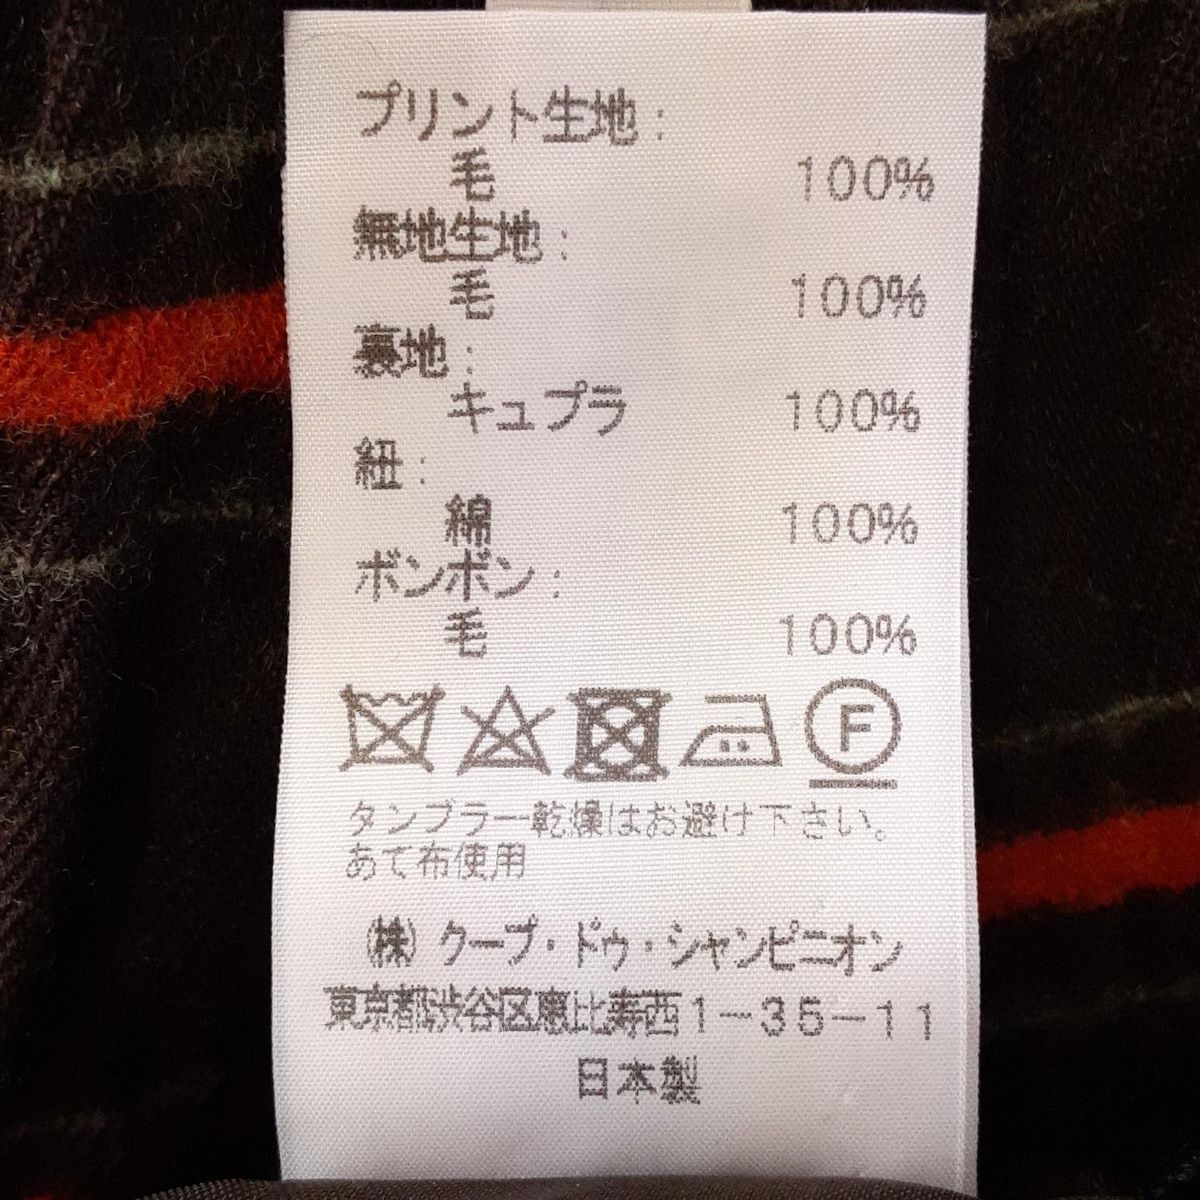 プリント生地:
毛 100%
無地生地:
毛 100%
裏地:
キュプラ 100%
紐:
綿 100%
ボンボン:
毛 100%
F
タンブラー乾燥はお避け下さい。
あて布使用
(株) クープ・ドゥ・シャンピニオン
東京都渋谷区恵比寿西1-35-11
日本製